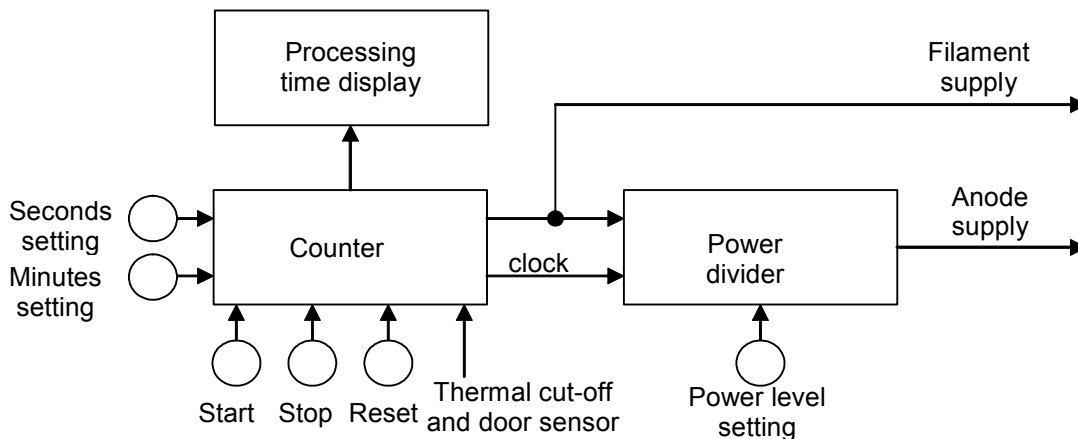 Processing
time display
Filament
supply
Seconds
setting
Minutes
setting
Counter
clock
Power
divider
Anode
supply
Start
Stop
Reset
Thermal cut-off
and door sensor
Power level
setting